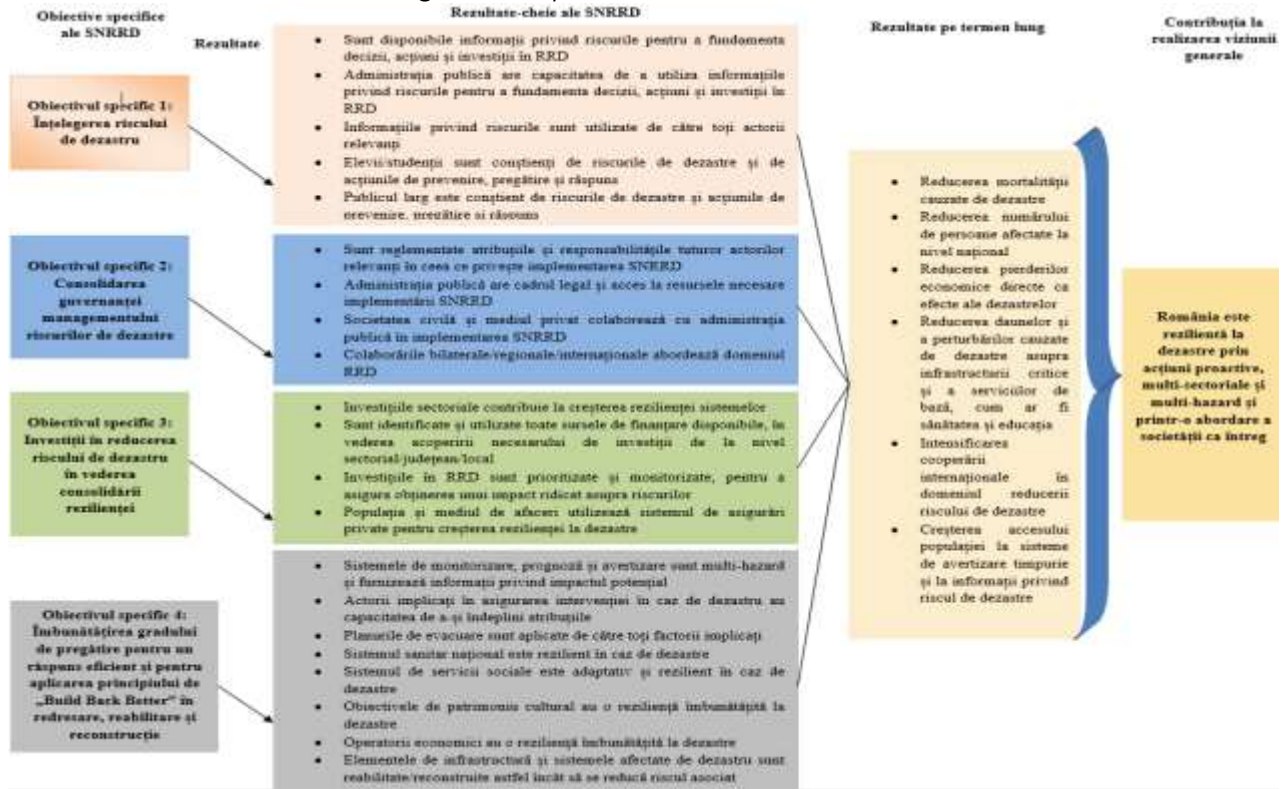 Obiective specifice
ale SNRRD
Rezultate
Rezultate-cheie ale SNRRD
Rezultate pe termen lung
Contribuția la
realizarea viziunii
generale
Obiectivul specific 1:
Înțelegerea riscului
de dezastru
• Sunt disponibile informații privind riscurile pentru a fundamenta
decizii, acțiuni și investiții în RRD
• Administrația publică are capacitatea de a utiliza informațiile
privind riscurile pentru a fundamenta decizii, acțiuni și investiții în
RRD
• Informațiile privind riscurile sunt utilizate de către toți actorii
relevanți
• Elevii/studenții sunt conștienți de riscurile de dezastre și de
acțiunile de prevenire, pregătire și răspuns
• Publicul larg este conștient de riscurile de dezastre și acțiunile de
prevenire, pregătire si răspuns
Obiectivul specific 2:
Consolidarea
guvernanței
managementului
riscurilor de dezastre
• Sunt reglementate atribuțiile și responsabilitățile tuturor actorilor
relevanți în ceea ce privește implementarea SNRRD
• Administrația publică are cadrul legal și acces la resursele necesare
implementării SNRRD
• Societatea civilă și mediul privat colaborează cu administrația
publică în implementarea SNRRD
• Colaborările bilaterale/regionale/internaționale abordează domeniul
RRD
Obiectivul specific 3:
Investiții în reducerea
riscului de dezastru
în vederea
consolidării
rezilienței
• Investițiile sectoriale contribuie la creșterea rezilienței sistemelor
• Sunt identificate și utilizate toate sursele de finanțare disponibile, în
vederea acoperirii necesarului de investiții de la nivel
sectorial/județean/local
• Investițiile în RRD sunt prioritizate și monitorizate, pentru a
asigura obținerea unui impact ridicat asupra riscurilor
• Populația și mediul de afaceri utilizează sistemul de asigurări
private pentru creșterea rezilienței la dezastre
Obiectivul specific 4:
Îmbunătățirea gradului
de pregătire pentru un
răspuns eficient și pentru
aplicarea principiului de
„Build Back Better” în
redresare, reabilitare și
reconstrucție
• Sistemele de monitorizare, prognoză și avertizare sunt multi-hazard
și furnizează informații privind impactul potențial
• Actorii implicați în asigurarea intervenției în caz de dezastru au
capacitatea de a-și îndeplini atribuțiile
• Planurile de evacuare sunt aplicate de către toți factorii implicați
• Sistemul sanitar național este rezilient în caz de dezastre
• Sistemul de servicii sociale este adaptativ și rezilient în caz de
dezastre
• Obiectivele de patrimoniu cultural au o reziliență îmbunătățită la
dezastre
• Operatorii economici au o reziliență îmbunătățită la dezastre
• Elementele de infrastructură și sistemele afectate de dezastru sunt
reabilitate/reconstruite astfel încât să se reducă riscul asociat
• Reducerea mortalității
cauzate de dezastre
• Reducerea numărului
de persoane afectate la
nivel național
• Reducerea pierderilor
economice directe ca
efecte ale dezastrelor
• Reducerea daunelor și
a perturbărilor cauzate
de dezastre asupra
infrastructurii critice
și a serviciilor de
bază, cum ar fi
sănătatea și educația
• Intensificarea
cooperării
internaționale în
domeniul reducerii
riscului de dezastre
• Creșterea accesului
populației la sisteme
de avertizare timpurie
și la informații privind
riscul de dezastre
România este
rezilientă la
dezastre prin
acțiuni proactive,
multi-sectoriale și
multi-hazard și
printr-o abordare a
societății ca întreg